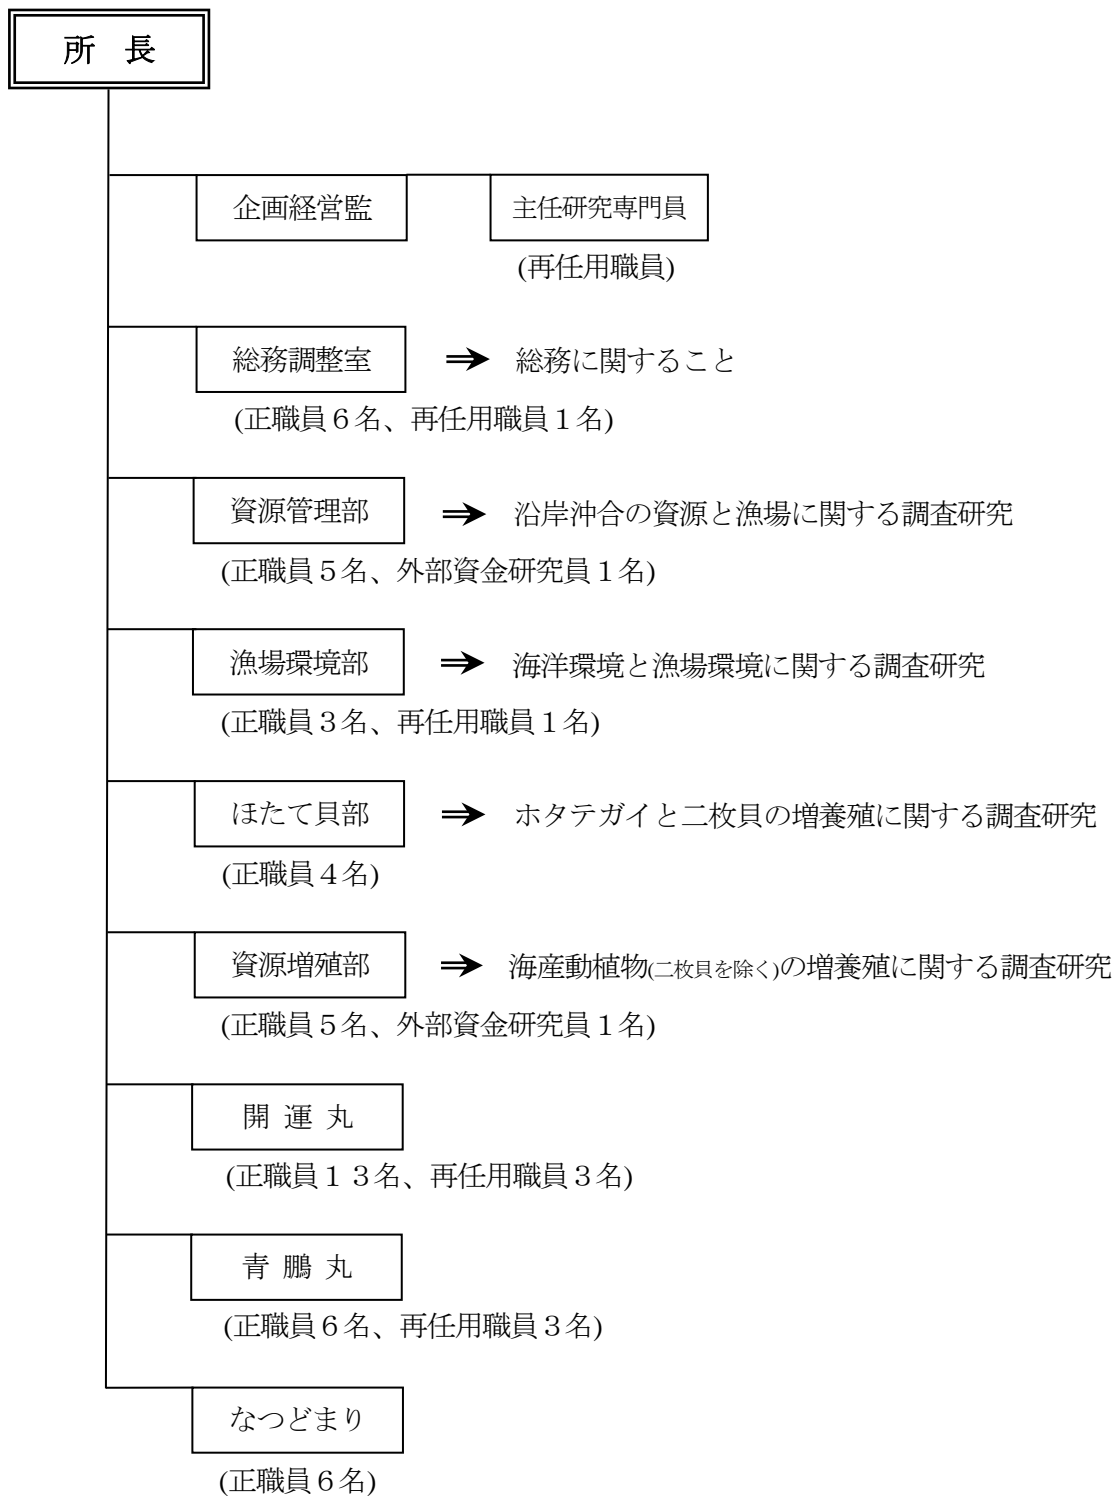 所　長
企画経営監　主任研究専門員
(再任用職員)
総務調整室　⇒　総務に関すること
(正職員６名、再任用職員１名)
資源管理部　⇒　沿岸沖合の資源と漁場に関する調査研究
(正職員５名、外部資金研究員１名)
漁場環境部　⇒　海洋環境と漁場環境に関する調査研究
(正職員３名、再任用職員１名)
ほたて貝部　⇒　ホタテガイと二枚貝の増養殖に関する調査研究
(正職員４名)
資源増殖部　⇒　海産動植物(二枚貝を除く)の増養殖に関する調査研究
(正職員５名、外部資金研究員１名)
開 運 丸
(正職員１３名、再任用職員３名)
青 鵬 丸
(正職員６名、再任用職員３名)
なつどまり
(正職員６名)